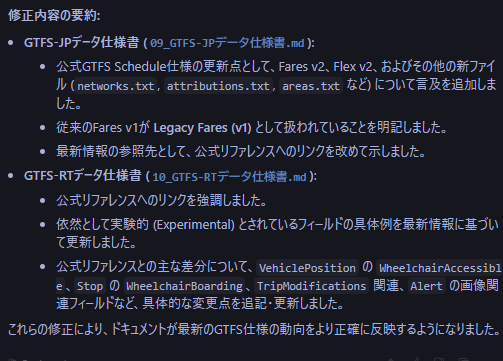 修正内容の要約:
• GTFS-JPデータ仕様書 ( 09_GTFS-JPデータ仕様書.md ):
• 公式GTFS Schedule仕様の更新点として、Fares v2、Flex v2、およびその他の新ファ
イル ( networks.txt , attributions.txt , areas.txt など) について言及を追加しま
した。
• 従来のFares v1が Legacy Fares (v1) として扱われていることを明記しました。
• 最新情報の参照先として、公式リファレンスへのリンクを改めて示しました。
• GTFS-RTデータ仕様書 ( 10_GTFS-RTデータ仕様書.md ):
• 公式リファレンスへのリンクを強調しました。
• 依然として実験的 (Experimental) とされているフィールドの具体例を最新情報に基づい
て更新しました。
• 公式リファレンスとの主な差分について、 VehiclePosition の WheelchairAccessibl
e 、 Stop の WheelchairBoarding 、 TripModifications 関連、 Alert の画像関
連フィールドなど、具体的な変更点を追記・更新しました。
これらの修正により、ドキュメントが最新のGTFS仕様の動向をより正確に反映するようになりました。